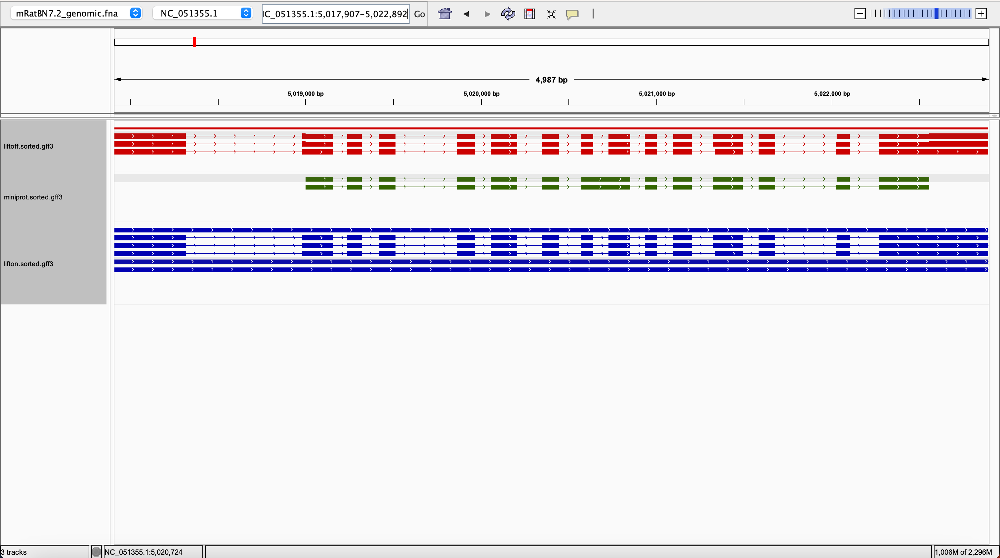 mRatBN7.2_genomic.fna NC_051355.1 C_051355.1:5,017,907-5,022,892 Go
4,987 bp
5,019,000 bp 5,020,000 bp 5,021,000 bp 5,022,000 bp
liftoff.sorted.gff3
miniprot.sorted.gff3
lifton.sorted.gff3
3 tracks NC_051355.1:5,020,724 1,006M of 2,296M